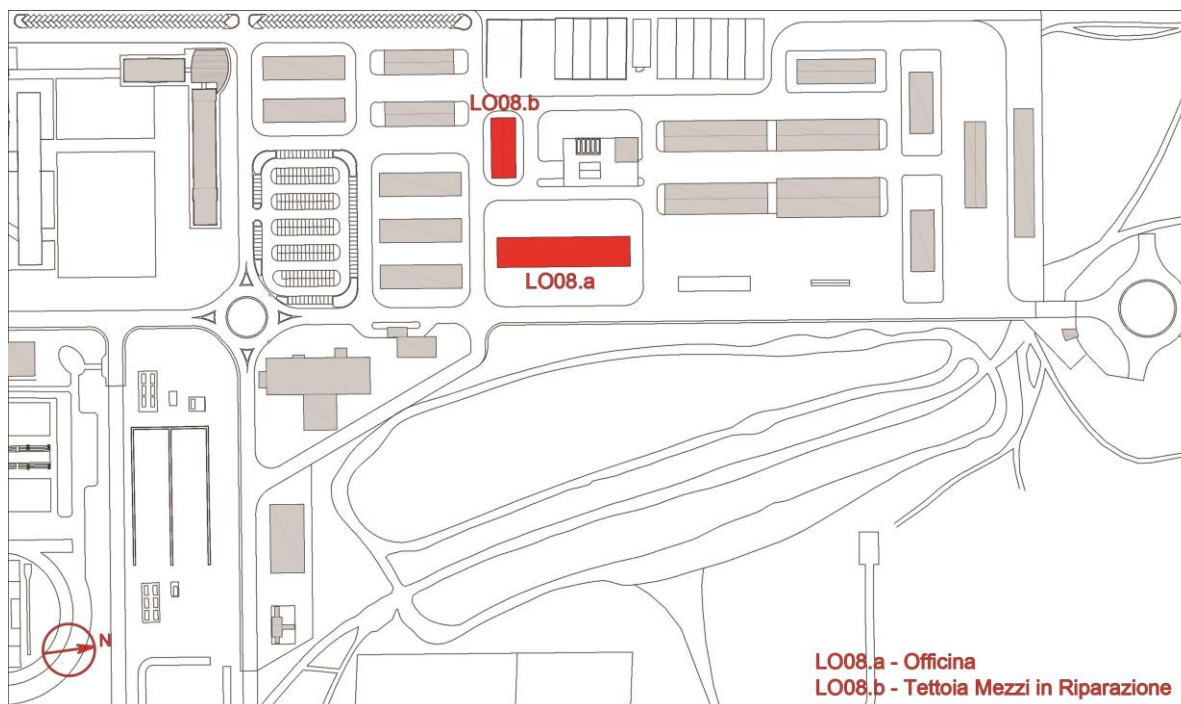 LO08.b
LO08.a
N
LO08.a - Officina
LO08.b - Tettoia Mezzi in Riparazione